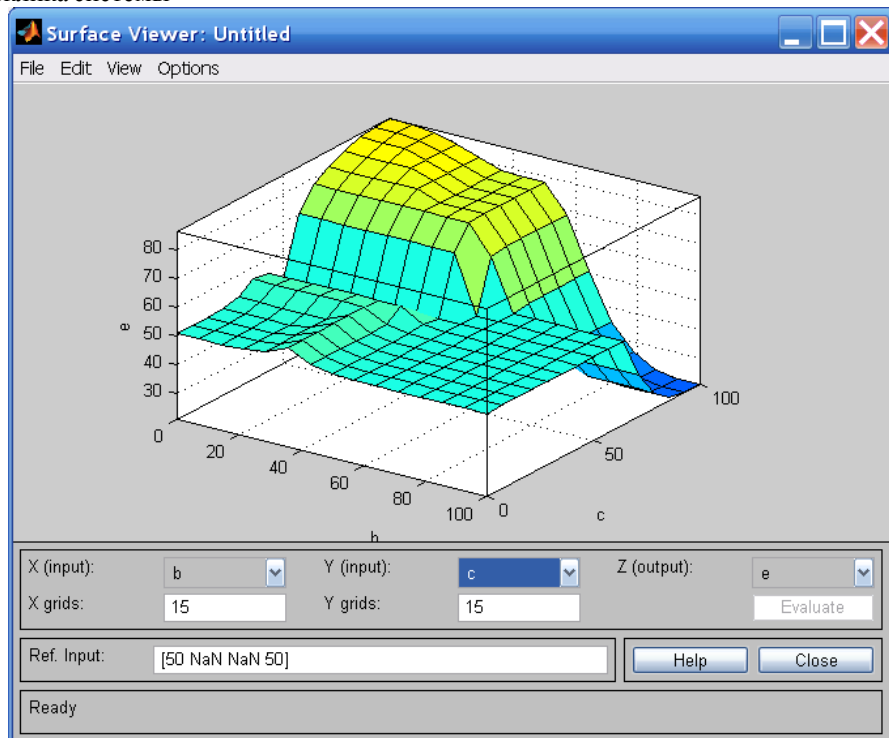 Surface Viewer: Untitled
File Edit View Options
80
70
60
50
40
30
e
0
20
40
60
80
100
b
0
50
100
c
X (input): b Y (input): c Z (output): e
X grids: 15 Y grids: 15 Evaluate
Ref. Input: [50 NaN NaN 50] Help Close
Ready